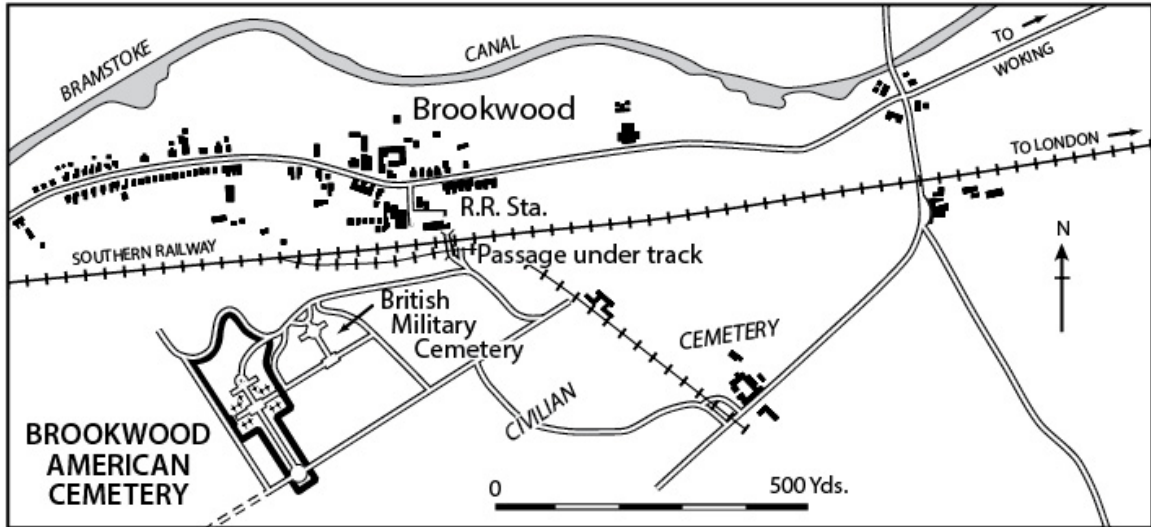 BRAMSTOKE
CANAL
TO
WOKING
Brookwood
TO LONDON
R.R. Sta.
SOUTHERN RAILWAY
Passage under track
N
British
Military
Cemetery
CEMETERY
CIVILIAN
BROOKWOOD
AMERICAN
CEMETERY
0
500 Yds.